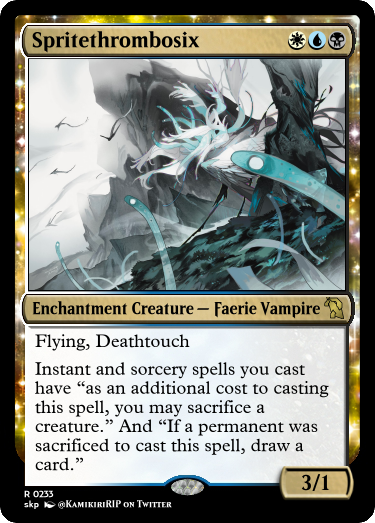 Spritethrombosix
Enchantment Creature — Faerie Vampire
Flying, Deathtouch
Instant and sorcery spells you cast
have “as an additional cost to casting
this spell, you may sacrifice a
creature.” And “If a permanent was
sacrificed to cast this spell, draw a
card.”
3/1
R 0233
skp @KamikiriRIP on Twitter